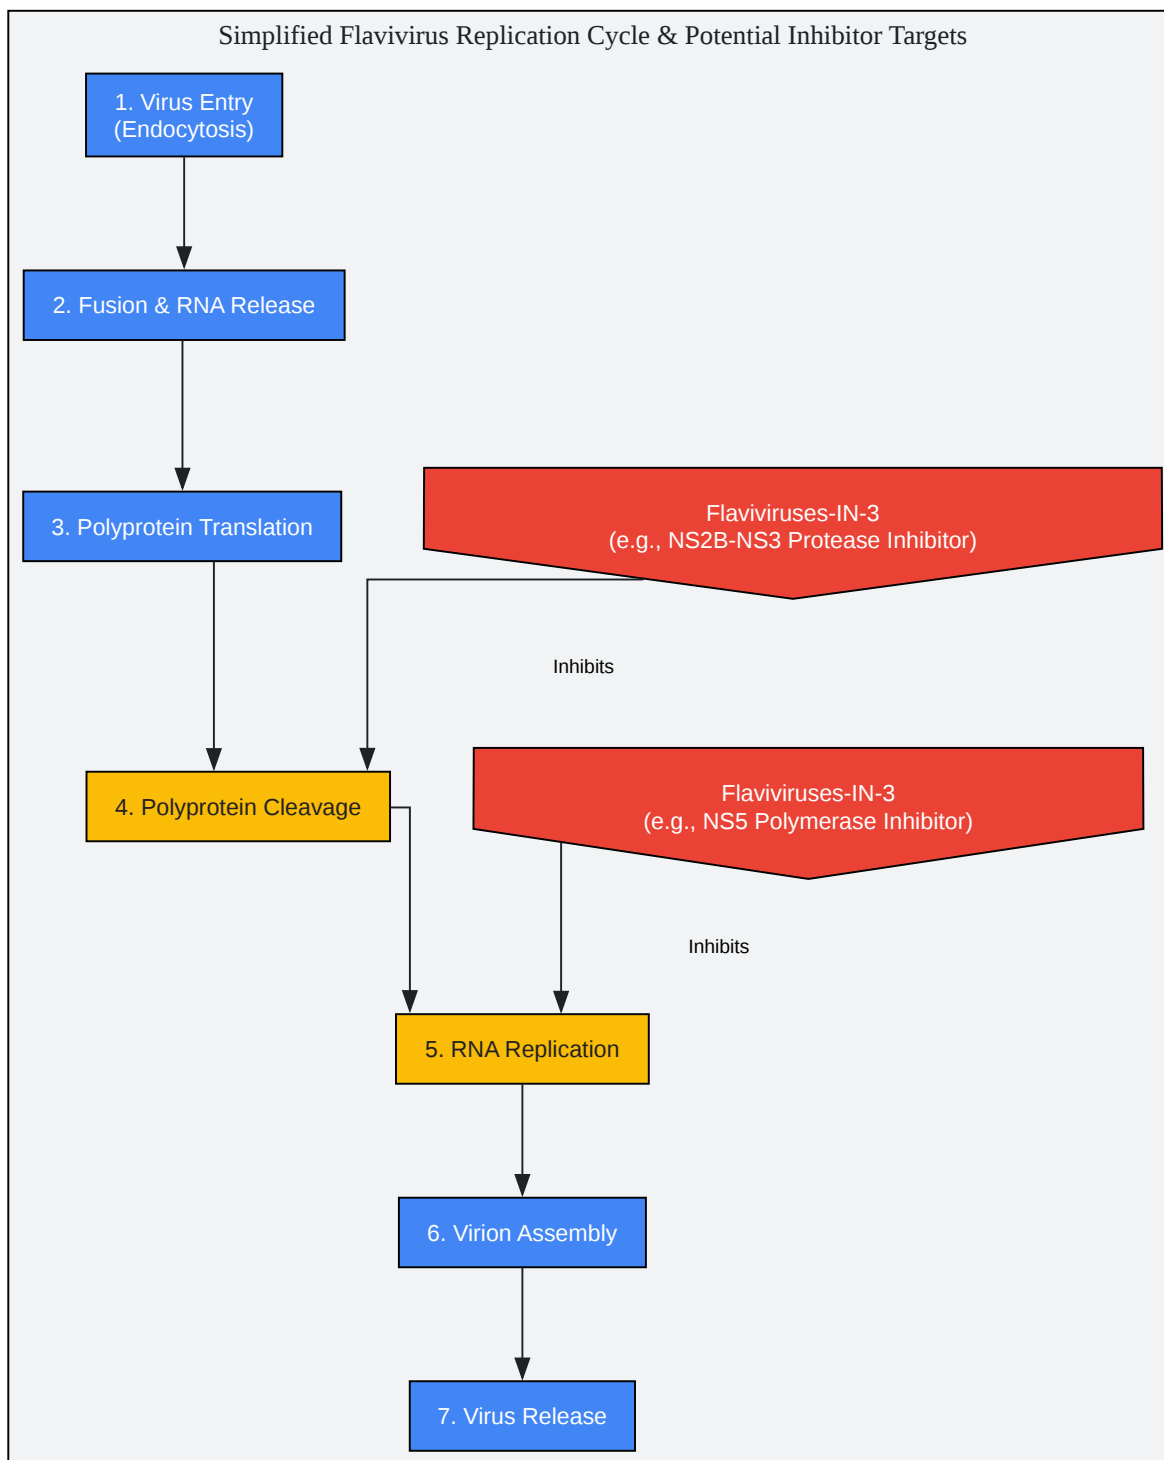 Simplified Flavivirus Replication Cycle & Potential Inhibitor Targets
1. Virus Entry
(Endocytosis)
2. Fusion & RNA Release
3. Polyprotein Translation
Flaviviruses-IN-3
(e.g., NS2B-NS3 Protease Inhibitor)
Inhibits
4. Polyprotein Cleavage
Flaviviruses-IN-3
(e.g., NS5 Polymerase Inhibitor)
Inhibits
5. RNA Replication
6. Virion Assembly
7. Virus Release